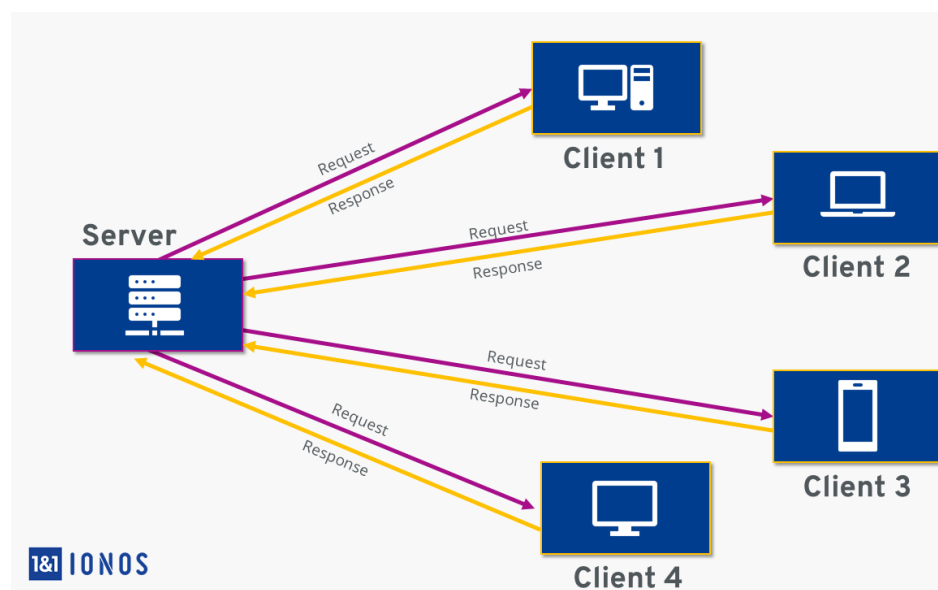 Request
Response
Client 1
Server
Request
Response
Client 2
Request
Response
Request
Response
Client 3
Client 4
1&1 IONOS